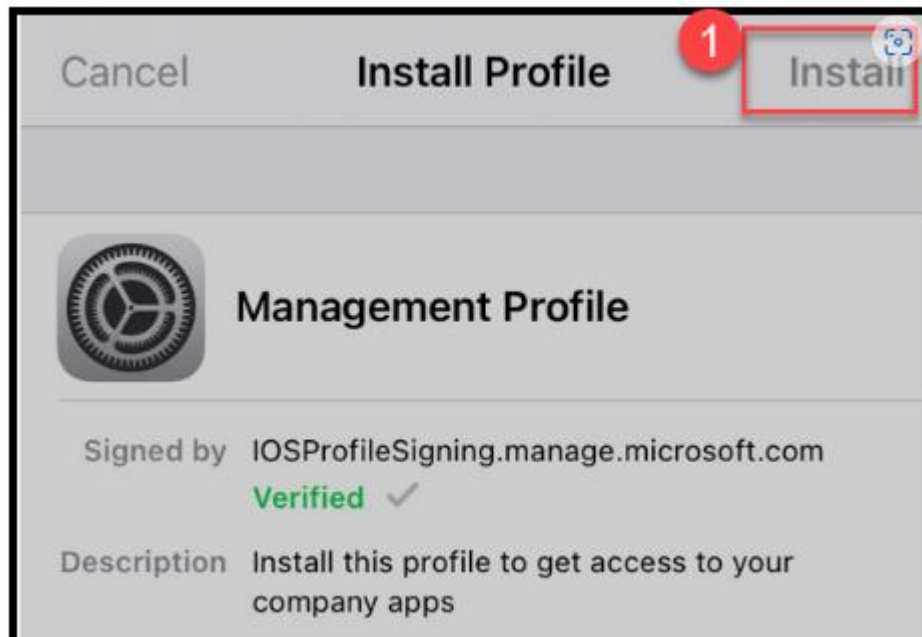 Cancel Install Profile 1 Install
Management Profile
Signed by IOSProfileSigning.manage.microsoft.com
Verified
Description Install this profile to get access to your
company apps